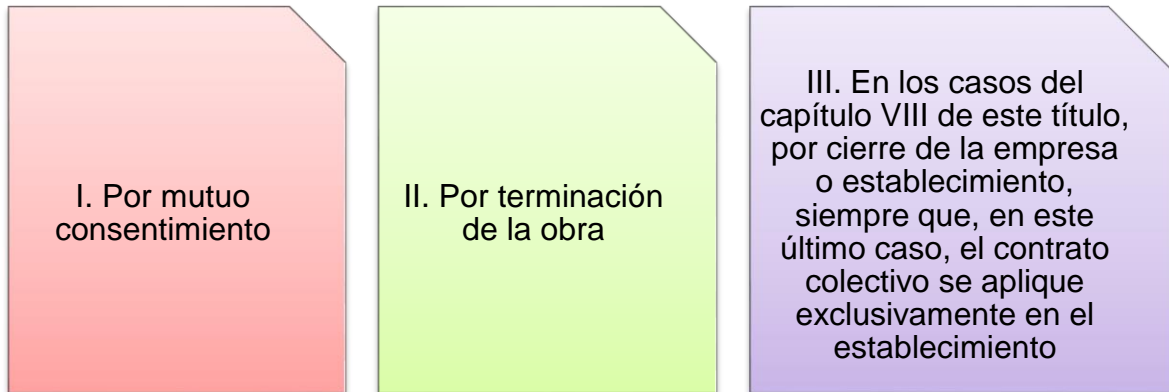 I. Por mutuo
consentimiento
II. Por terminación
de la obra
III. En los casos del
capítulo VIII de este título,
por cierre de la empresa
o establecimiento,
siempre que, en este
último caso, el contrato
colectivo se aplique
exclusivamente en el
establecimiento